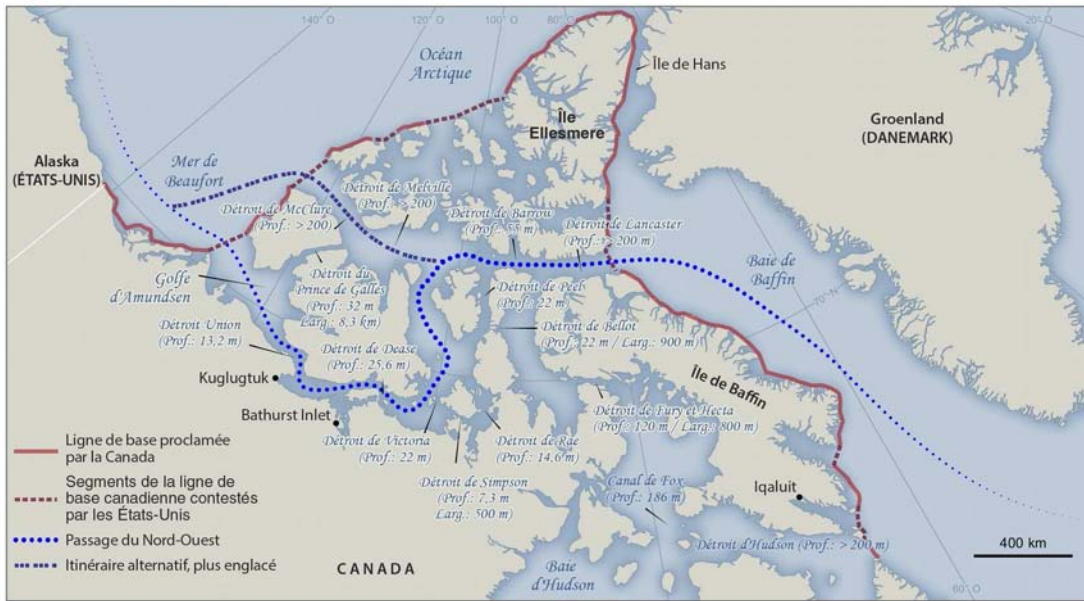 140° O
120° O
100° O
80° O
20° O
Océan
Arctique
Île de Hans
Île
Ellesmere
Groenland
(DANEMARK)
Alaska
(ÉTATS-UNIS)
Mer de
Beaufort
Détroit de Melville
(Prof. : > 200)
Détroit de McClure
(Prof. : > 200)
Détroit de Barrow
(Prof. : 55 m)
Détroit de Lancaster
(Prof. : > 200 m)
Baie de
Baffin
70° N
Golfe
d'Amundsen
Détroit du
Prince de Galles
(Prof. : 32 m
Larg. : 8,3 km)
Détroit de Peel
(Prof. : 22 m)
Détroit de Bellot
(Prof. : 22 m / Larg. : 900 m)
Détroit Union
(Prof. : 13,2 m)
Détroit de Dease
(Prof. : 25,6 m)
Kuglugtuk
Île de Baffin
Bathurst Inlet
Détroit de Fury et Hecta
(Prof. : 120 m / Larg. : 800 m)
Détroit de Victoria
(Prof. : 22 m)
Détroit de Rae
(Prof. : 14,6 m)
Détroit de Simpson
(Prof. : 7,3 m
Larg. : 500 m)
Canal de Fox
(Prof. : 186 m)
Iqaluit
Détroit d'Hudson (Prof. : > 200 m)
Baie
d'Hudson
CANADA
60° O
400 km
Ligne de base proclamée
par la Canada
Segments de la ligne de
base canadienne contestés
par les États-Unis
Passage du Nord-Ouest
Itinéraire alternatif, plus englacé